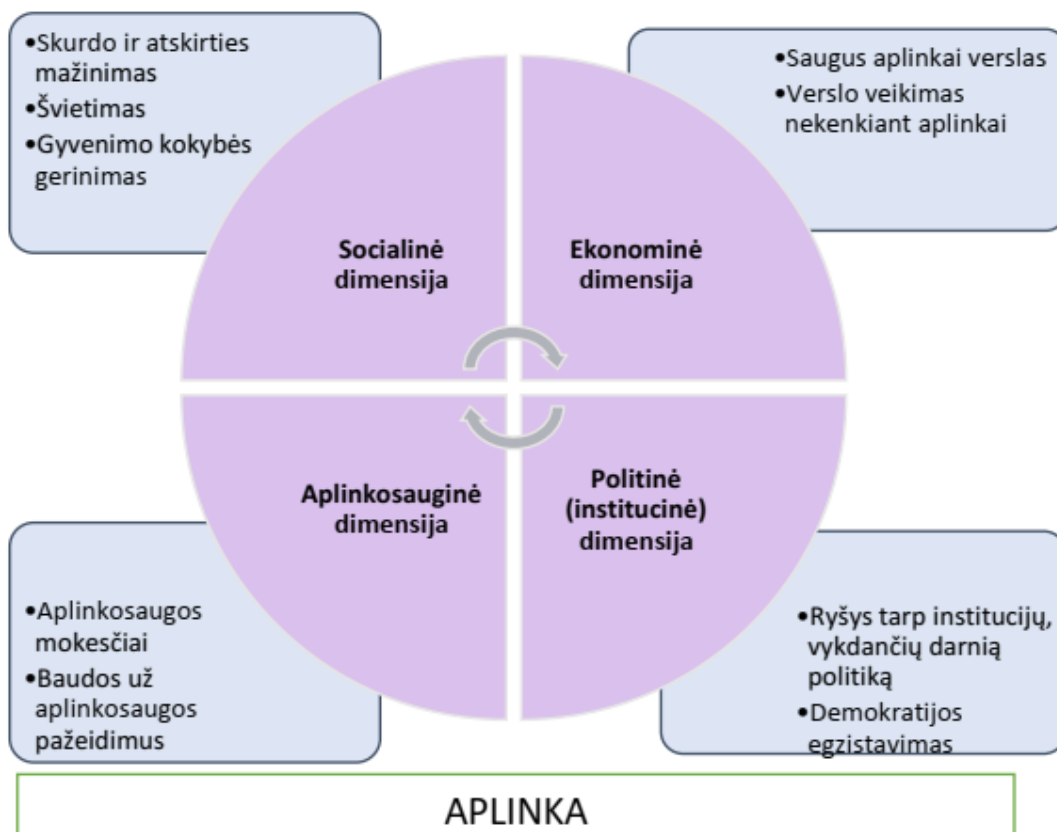 •Skurdo ir atskirties
mažinimas
•Švietimas
•Gyvenimo kokybės
gerinimas
•Saugus aplinkai verslas
•Verslo veikimas
nekenkiant aplinkai
Socialinė
dimensija
Ekonominė
dimensija
Aplinkosauginė
dimensija
Politinė
(institucinė)
dimensija
•Aplinkosaugos
mokesčiai
•Baudos už
aplinkosaugos
pažeidimus
•Ryšys tarp institucijų,
vykdančių darnią
politiką
•Demokratijos
egzistavimas
APLINKA